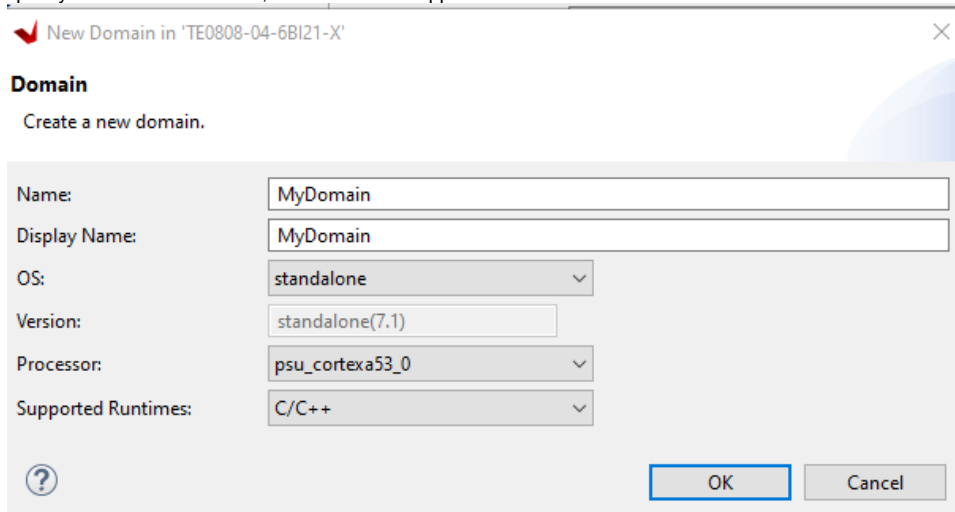 New Domain in 'TE0808-04-6BI21-X'
Domain
Create a new domain.
Name: MyDomain
Display Name: MyDomain
OS: standalone
Version: standalone(7.1)
Processor: psu_cortexa53_0
Supported Runtimes: C/C++
? OK Cancel